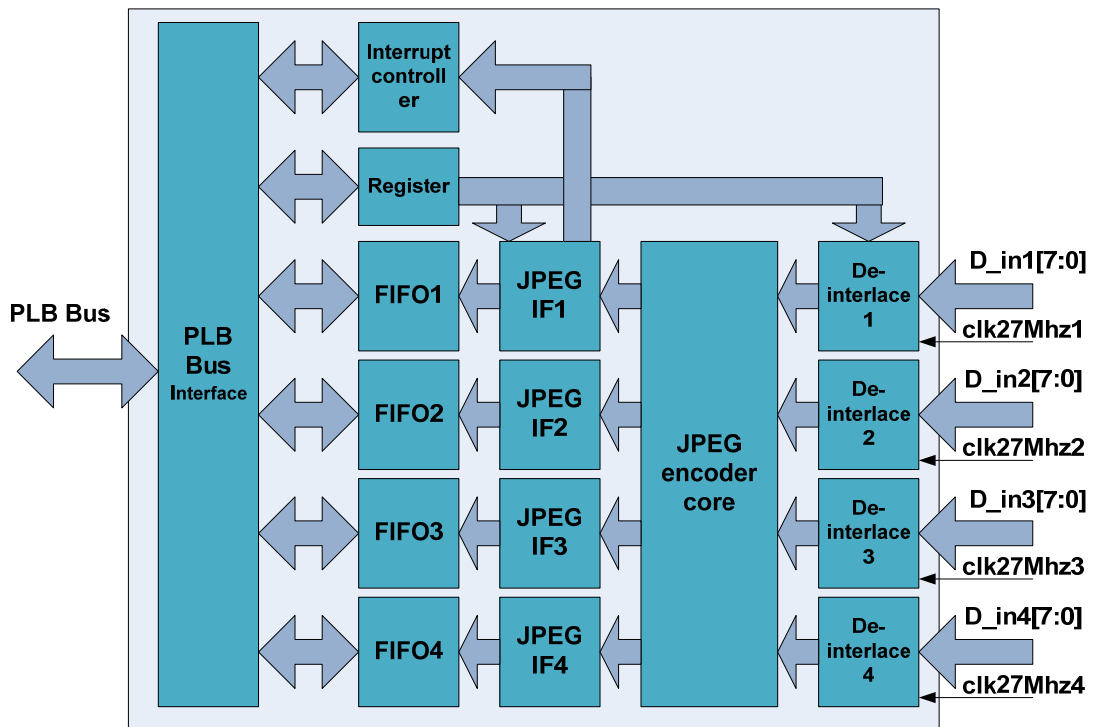 Interrupt
controll
er
Register
PLB Bus
PLB
Bus
Interface
FIFO1
JPEG
IF1
De-
interlace
1
D_in1[7:0]
clk27Mhz1
FIFO2
JPEG
IF2
De-
interlace
2
D_in2[7:0]
clk27Mhz2
JPEG
encoder
core
FIFO3
JPEG
IF3
De-
interlace
3
D_in3[7:0]
clk27Mhz3
FIFO4
JPEG
IF4
De-
interlace
4
D_in4[7:0]
clk27Mhz4